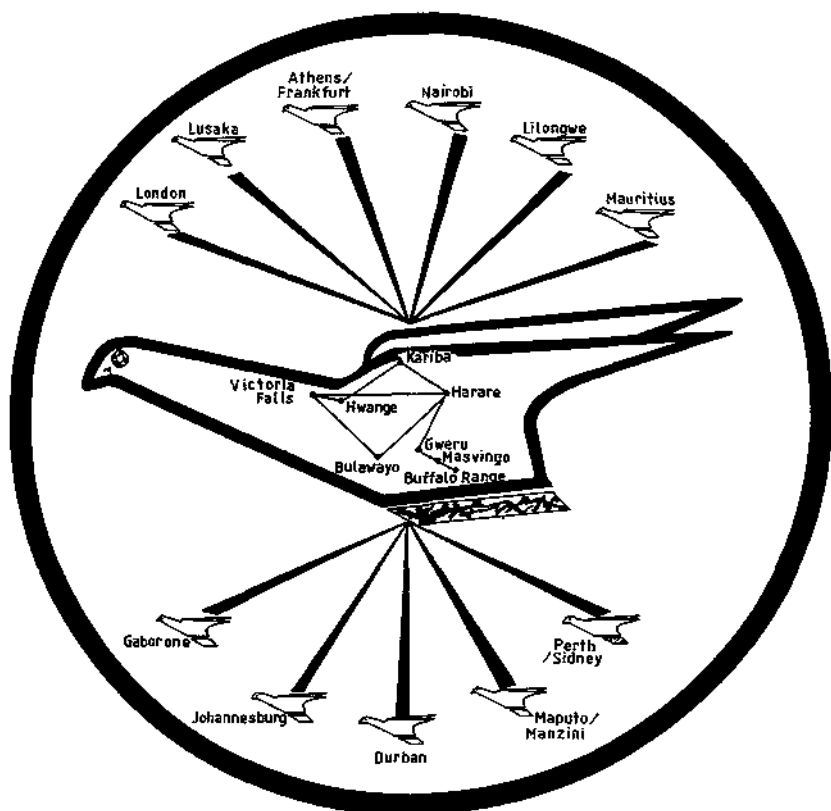 Athens/
Frankfurt
Nairobi
Lusaka
Lilongwe
London
Mauritius
Kariba
Victoria
Falls
Hwange
Harare
Gweru
Masvingo
Bulawayo
Buffalo Range
Gaborone
Perth
/Sidney
Johannesburg
Maputo/
Manzini
Durban